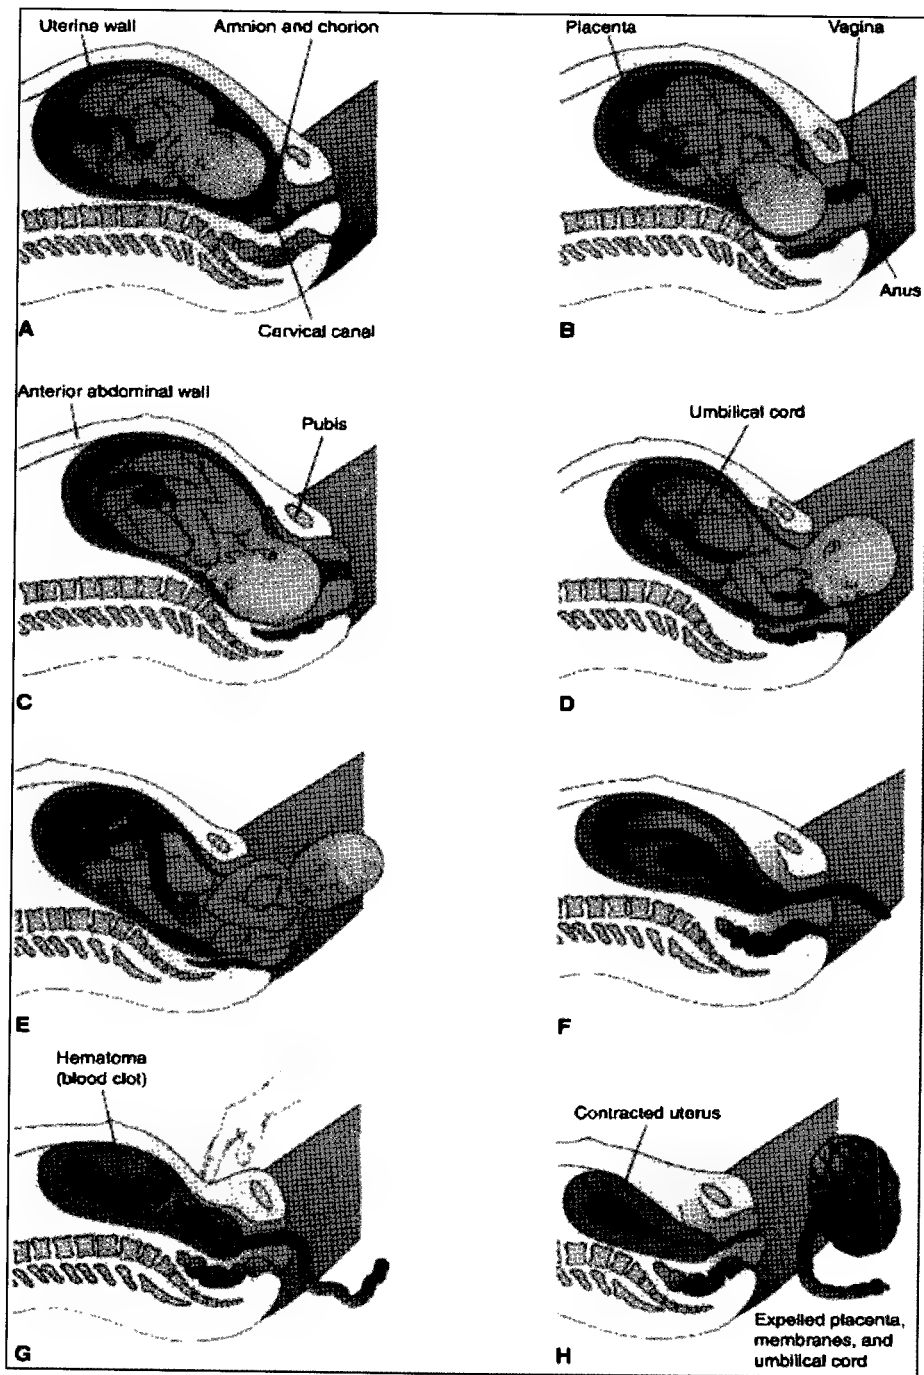 Uterine wall
Amnion and chorion
Cervical canal
A
Placenta
Vagina
Anus
B
Anterior abdominal wall
Pubis
C
Umbilical cord
D
E
F
Hematoma
(blood clot)
G
Contracted uterus
Expelled placenta,
membranes, and
umbilical cord
H